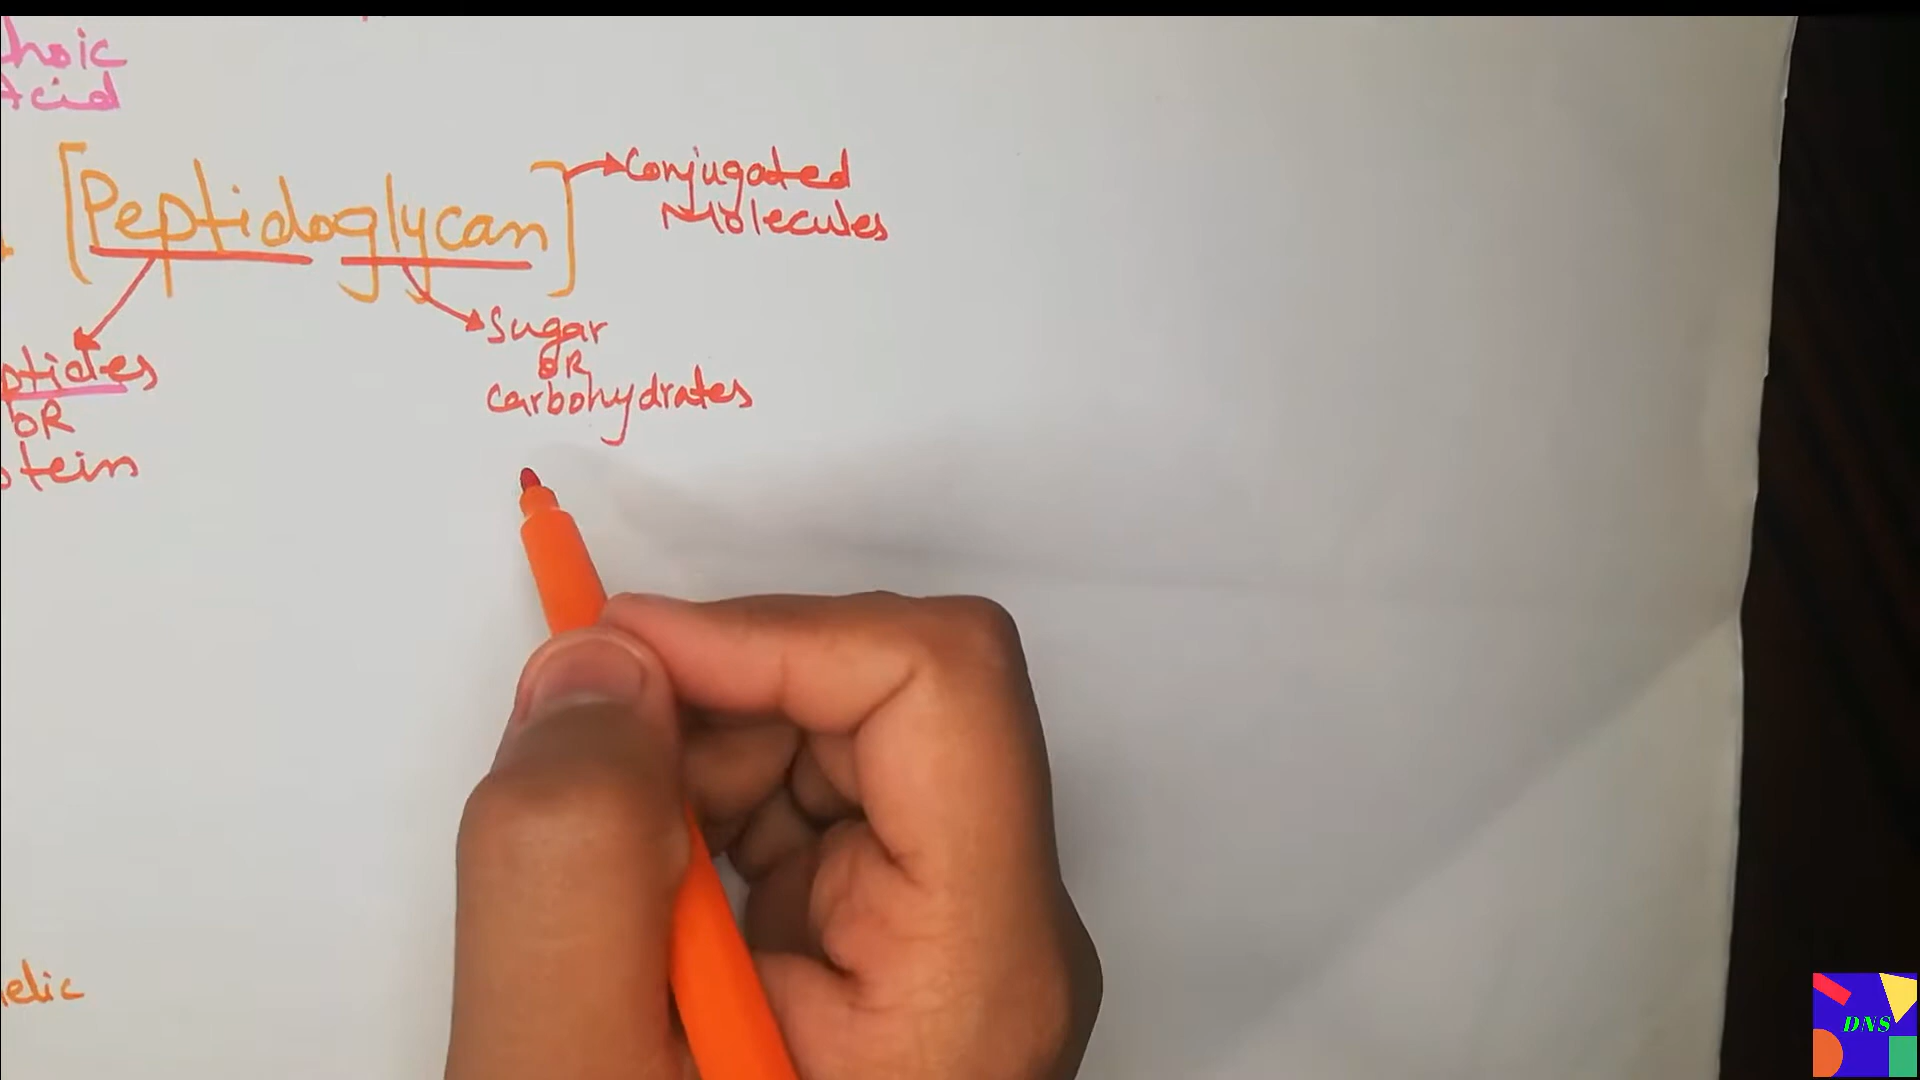 hoic
Acid
[Peptidoglycan]
Conjugated
Molecules
Sugar
OR
Carbohydrates
ptides
OR
tein
elic
DNS